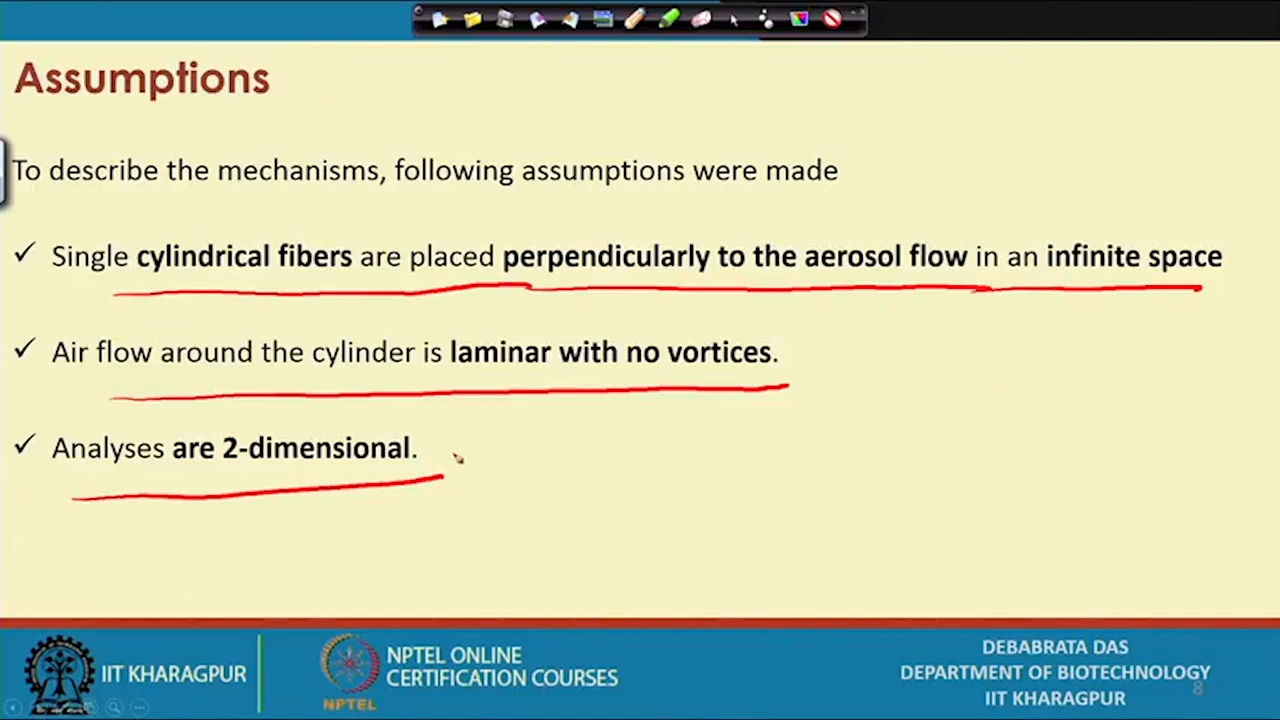 Assumptions
To describe the mechanisms, following assumptions were made
✓ Single cylindrical fibers are placed perpendicularly to the aerosol flow in an infinite space
✓ Air flow around the cylinder is laminar with no vortices.
✓ Analyses are 2-dimensional.
IIT KHARAGPUR
NPTEL
NPTEL ONLINE
CERTIFICATION COURSES
DEBABRATA DAS
DEPARTMENT OF BIOTECHNOLOGY
IIT KHARAGPUR
8